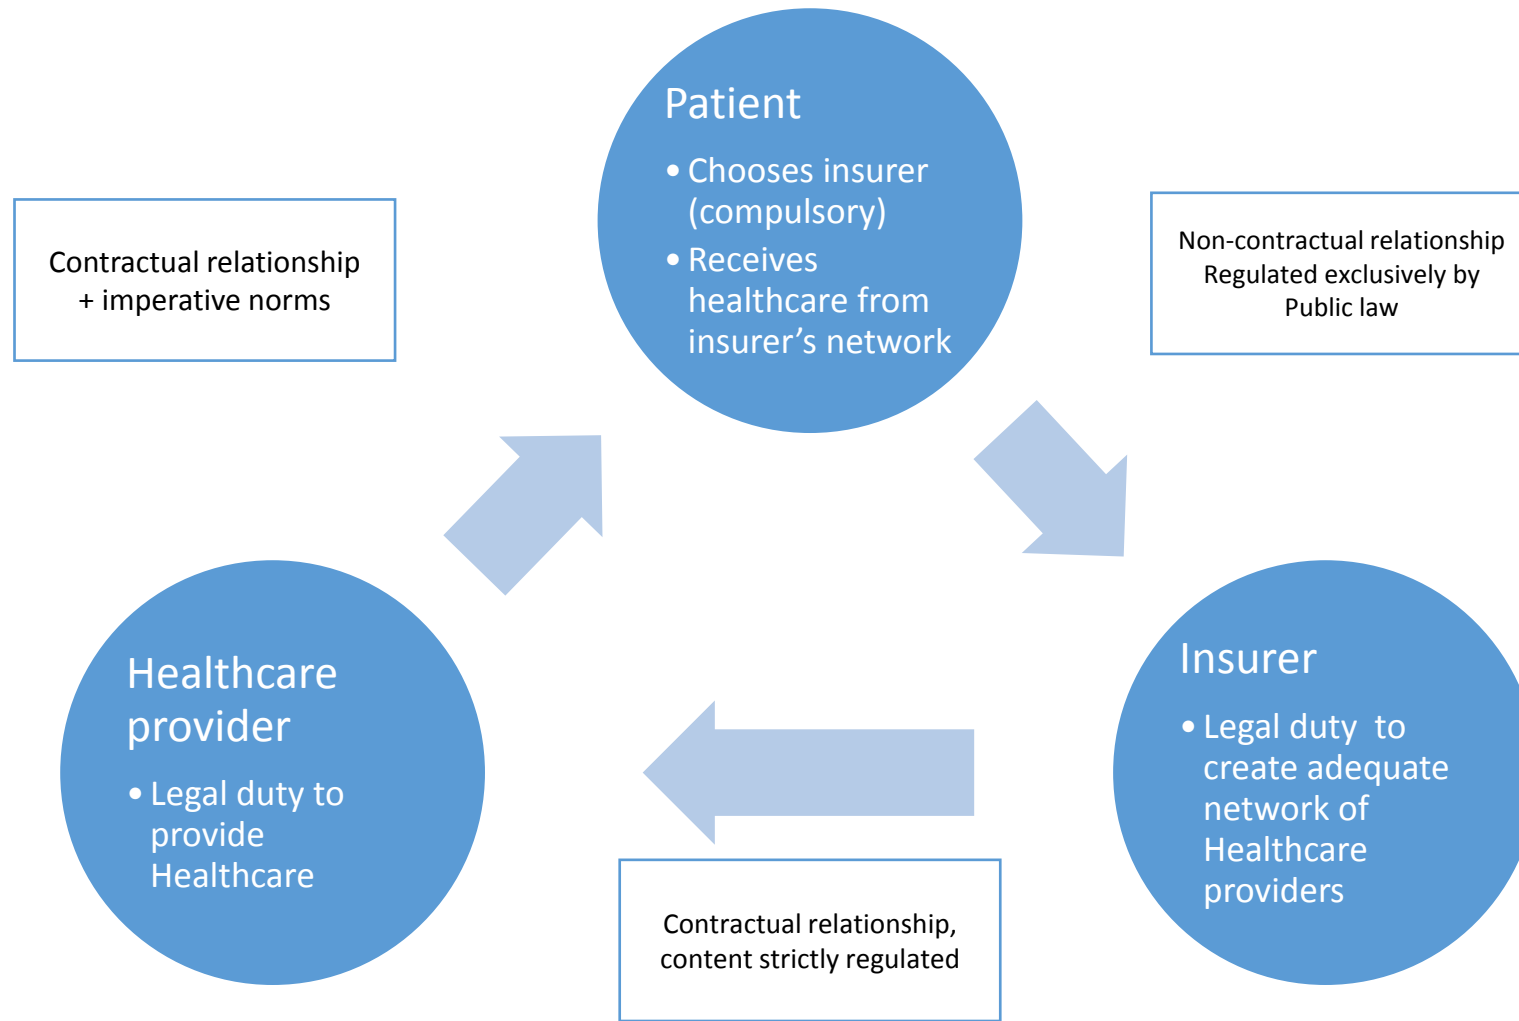 Patient
• Chooses insurer
(compulsory)
• Receives
healthcare from
insurer’s network
Contractual relationship
+ imperative norms
Non-contractual relationship
Regulated exclusively by
Public law
Healthcare
provider
• Legal duty to
provide
Healthcare
Insurer
• Legal duty  to
create adequate
network of
Healthcare
providers
Contractual relationship,
content strictly regulated